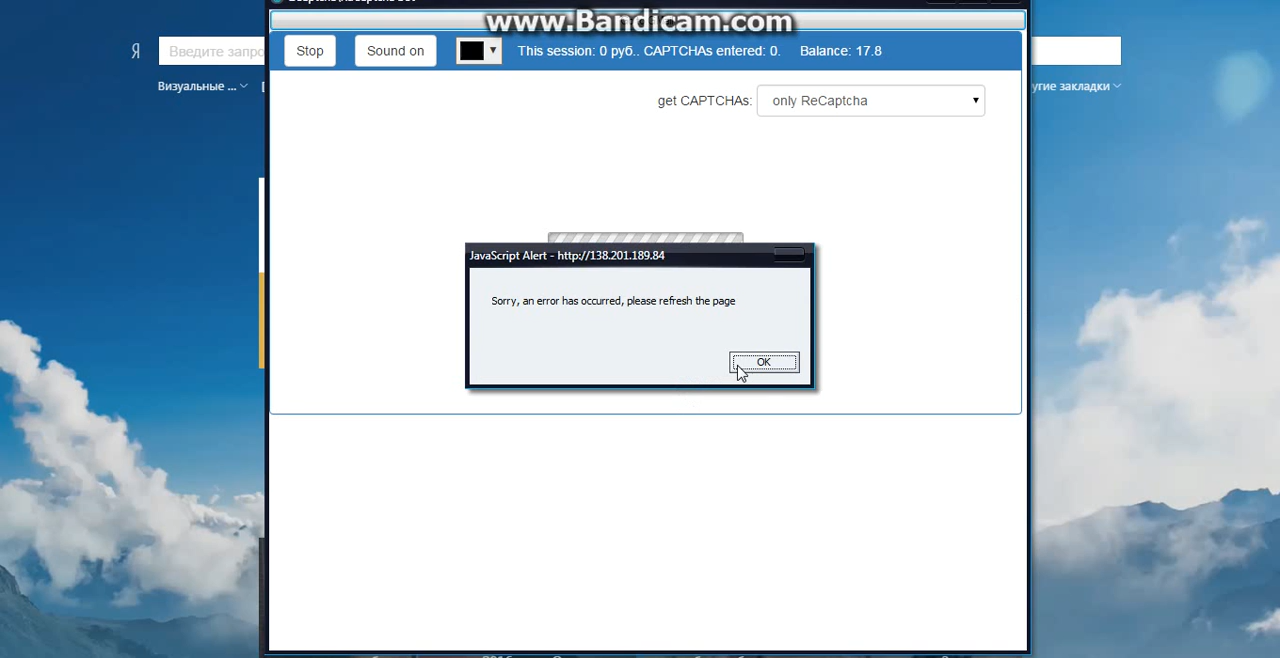 www.Bandicam.com
Я
Введите запро
Stop
Sound on
This session: 0 руб.. CAPTCHAs entered: 0.
Balance: 17.8
Визуальные ...
угие закладки
get CAPTCHAs:
only ReCaptcha
JavaScript Alert - http://138.201.189.84
Sorry, an error has occurred, please refresh the page
OK